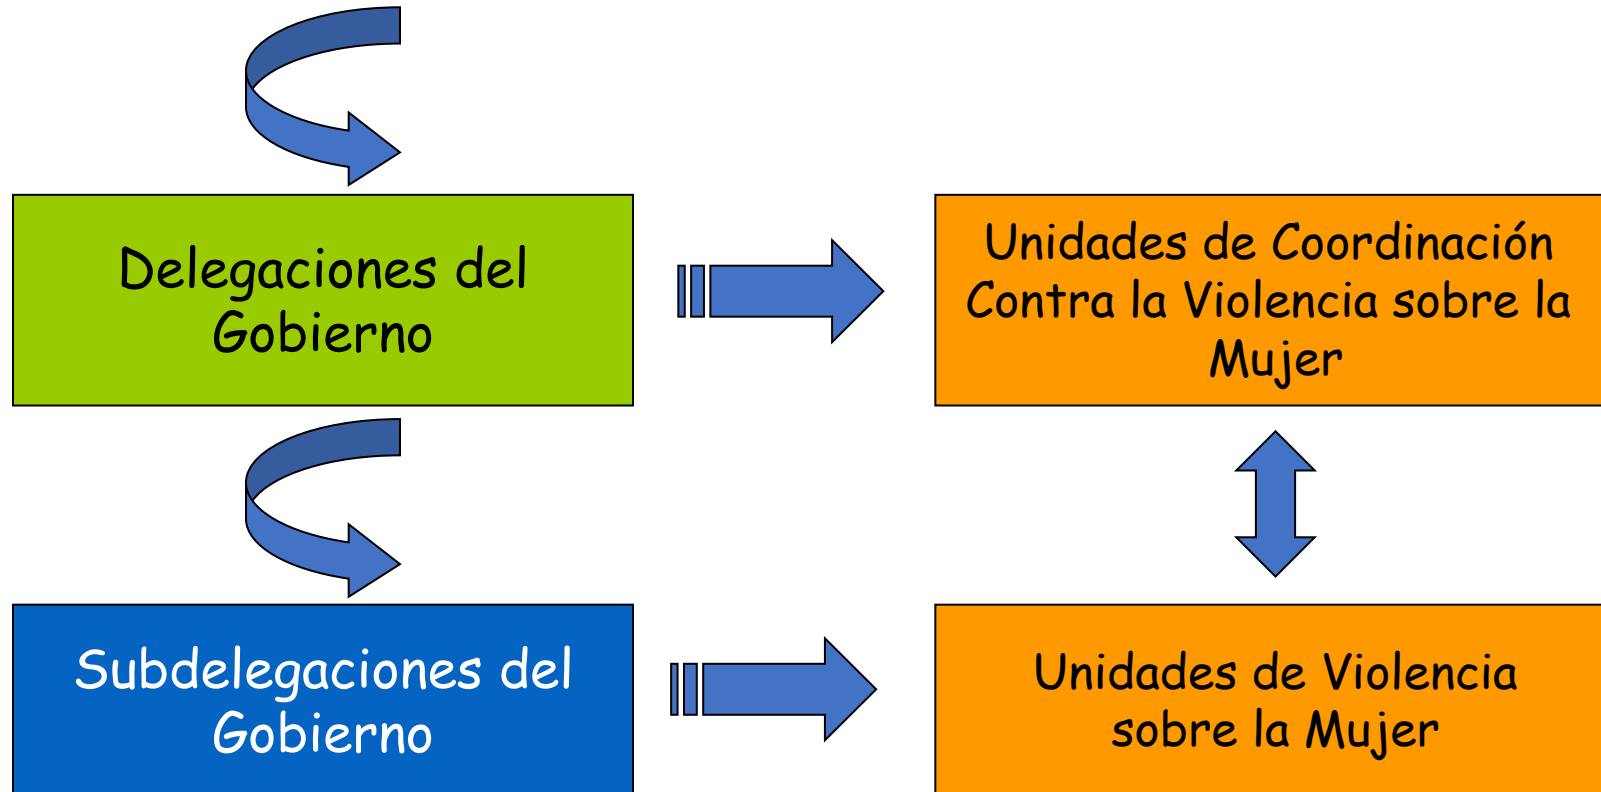 Delegaciones del
Gobierno
Unidades de Coordinación
Contra la Violencia sobre la
Mujer
Subdelegaciones del
Gobierno
Unidades de Violencia
sobre la Mujer